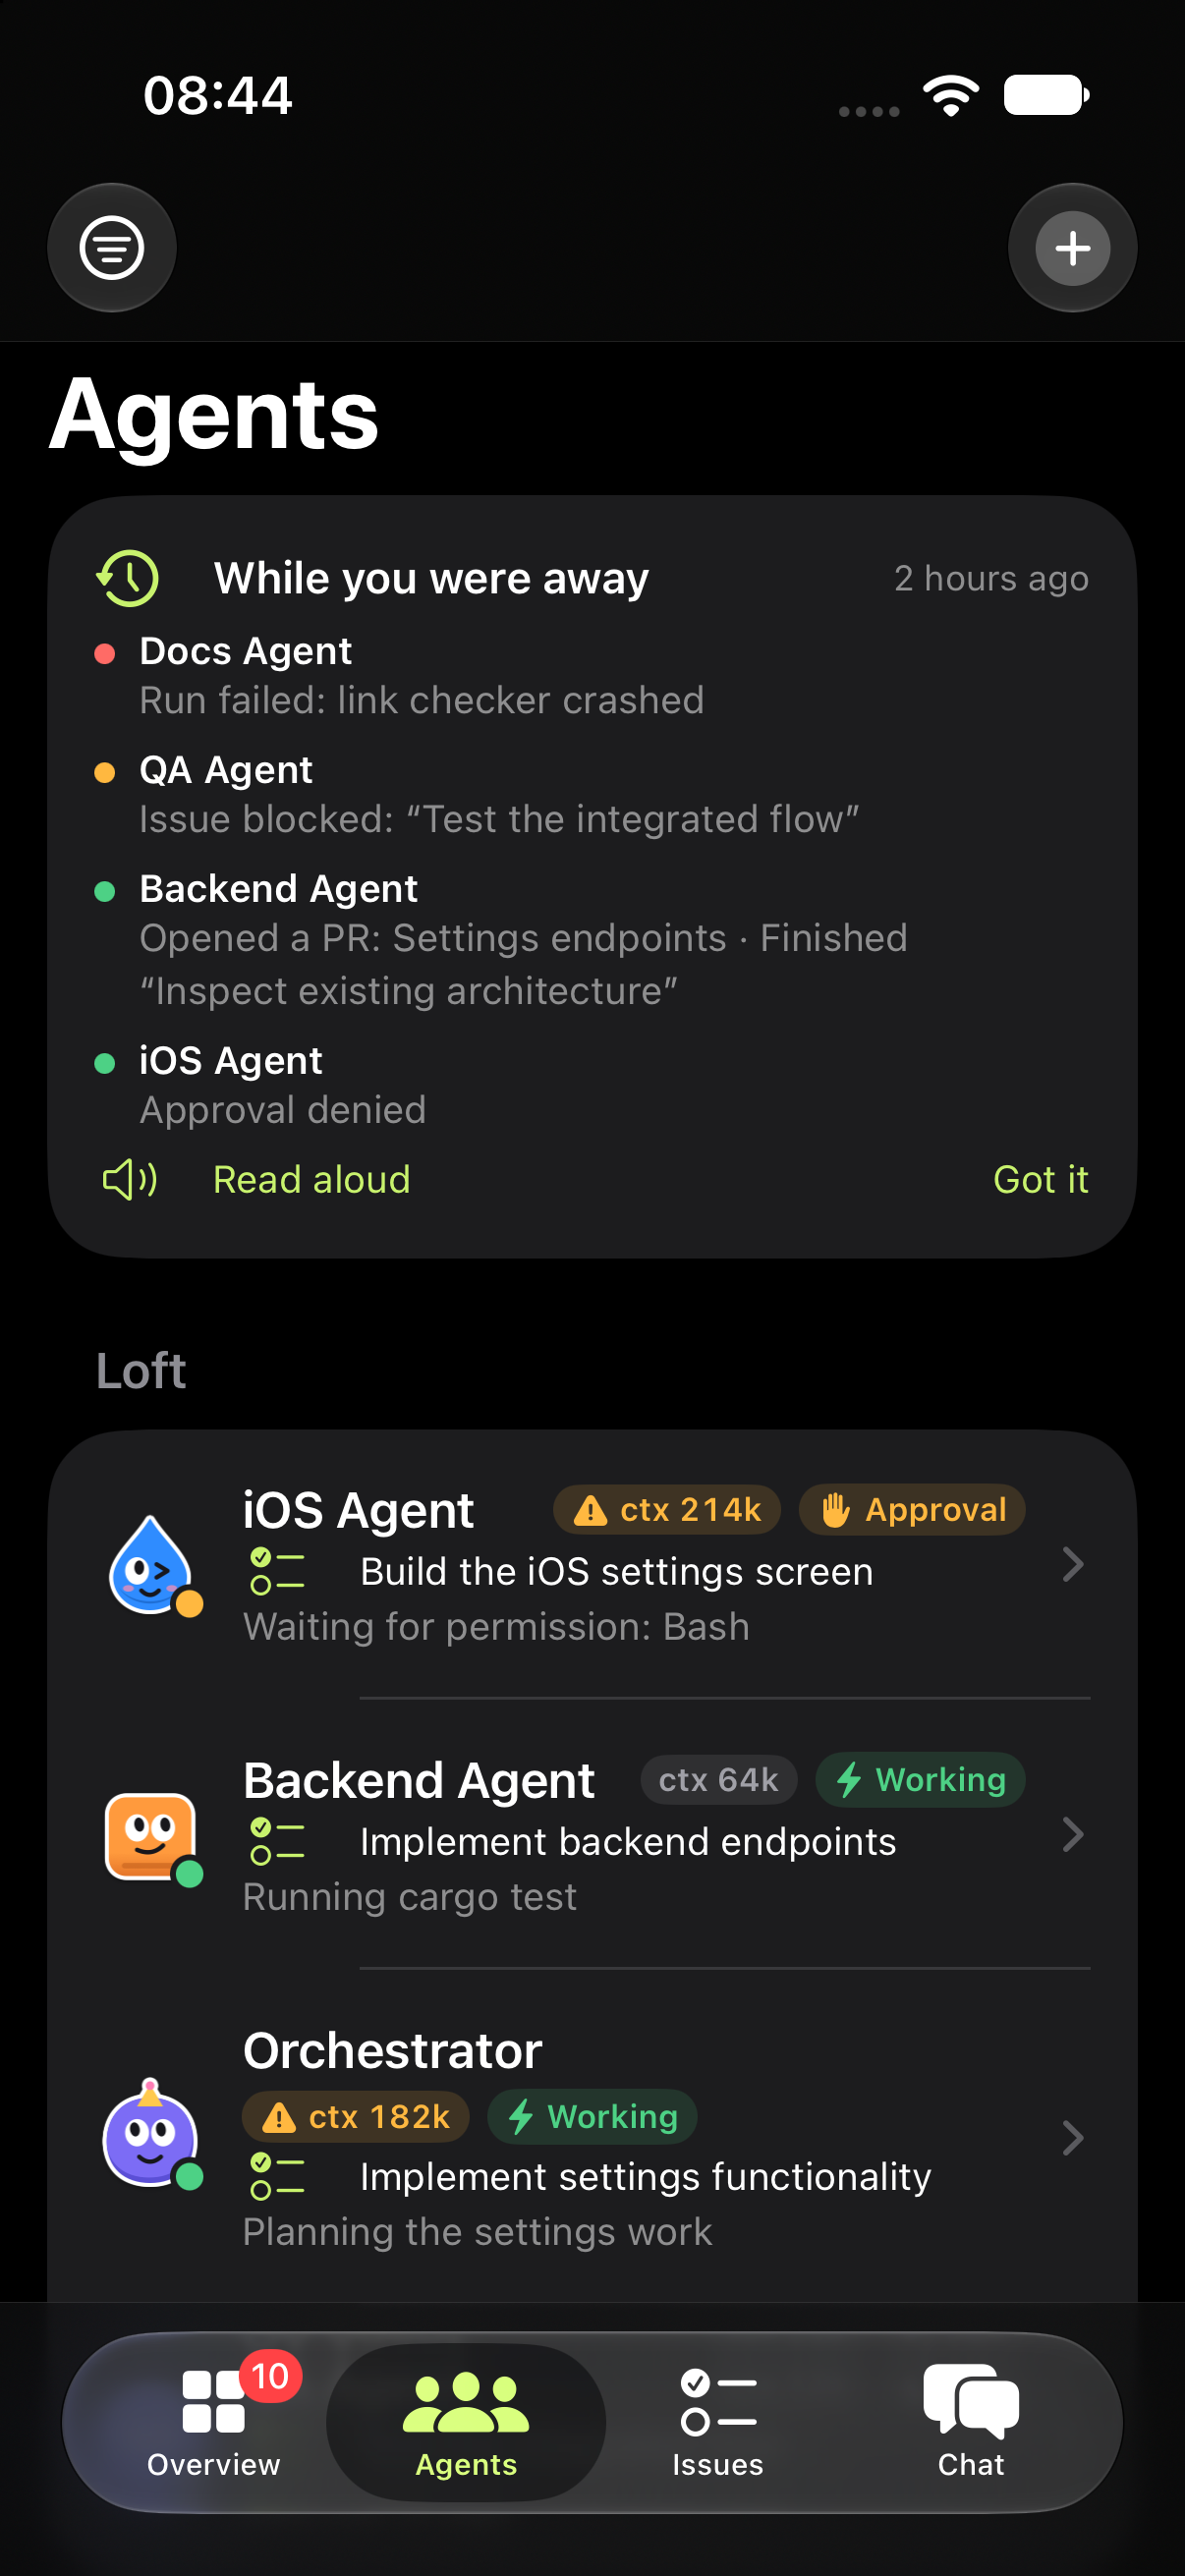 08:44
Agents
While you were away
2 hours ago
Docs Agent
Run failed: link checker crashed
QA Agent
Issue blocked: “Test the integrated flow”
Backend Agent
Opened a PR: Settings endpoints · Finished
“Inspect existing architecture”
iOS Agent
Approval denied
Read aloud
Got it
Loft
iOS Agent
ctx 214k
Approval
Build the iOS settings screen
Waiting for permission: Bash
Backend Agent
ctx 64k
Working
Implement backend endpoints
Running cargo test
Orchestrator
ctx 182k
Working
Implement settings functionality
Planning the settings work
10
Overview
Agents
Issues
Chat